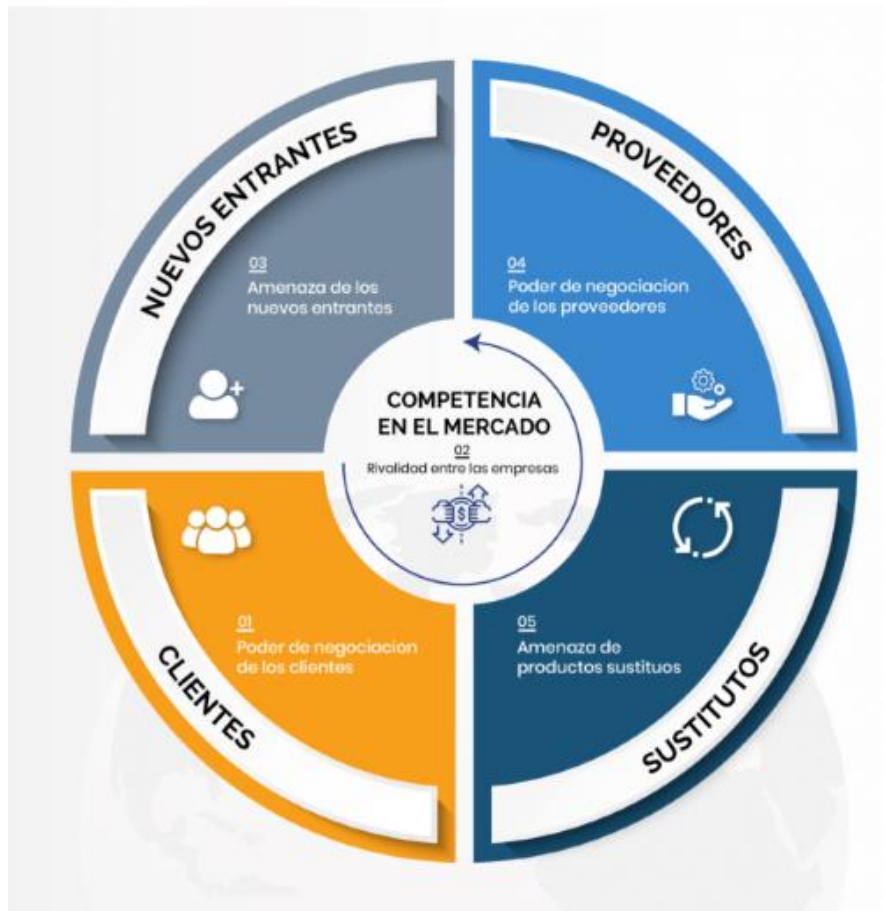 NUEVOS ENTRANTES
03
Amenaza de los
nuevos entrantes
PROVEEDORES
04
Poder de negociacion
de los proveedores
COMPETENCIA
EN EL MERCADO
02
Rivalidad entre las empresas
$
CLIENTES
01
Poder de negociacion
de los clientes
SUSTITUTOS
05
Amenaza de
productos sustituos